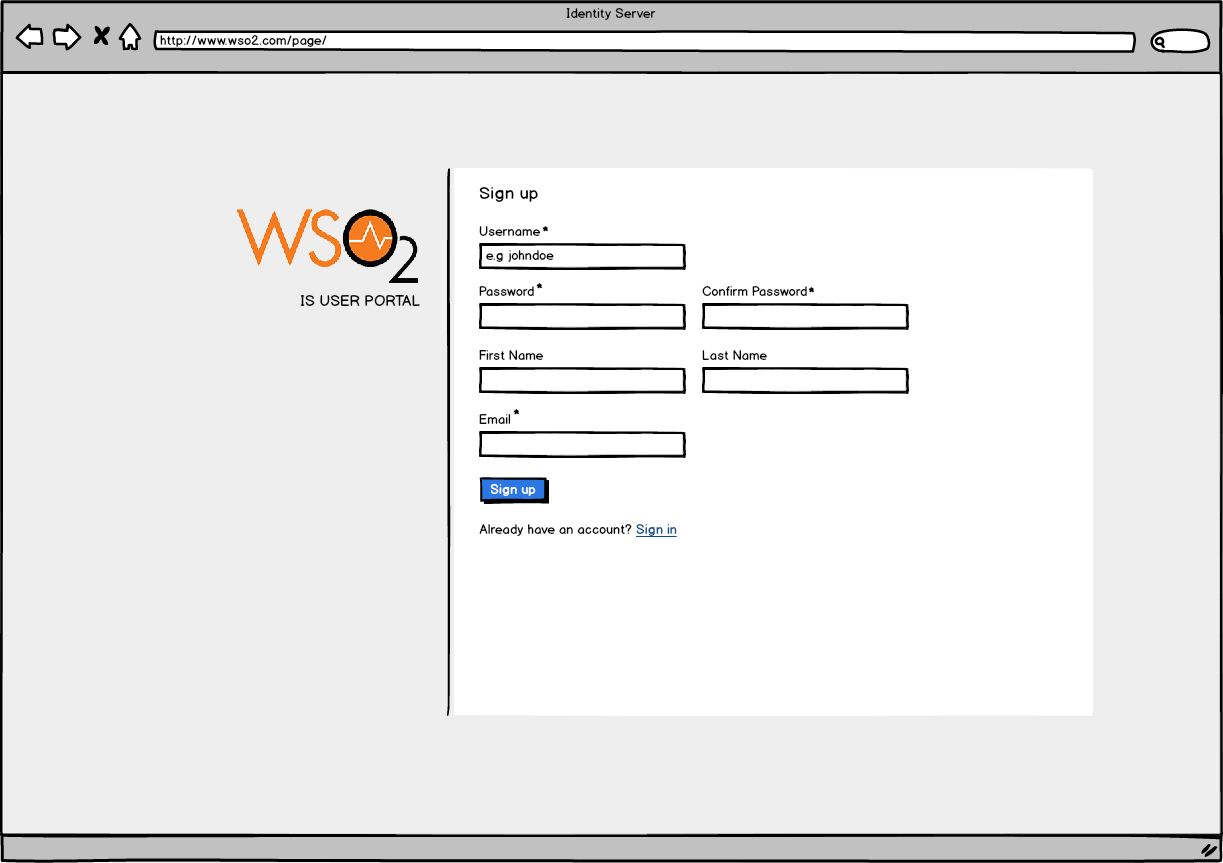 Identity Server
http://www.wso2.com/page/
WSO2
IS USER PORTAL
Sign up
Username *
e.g johndoe
Password * Confirm Password *
First Name Last Name
Email *
Sign up
Already have an account? Sign in